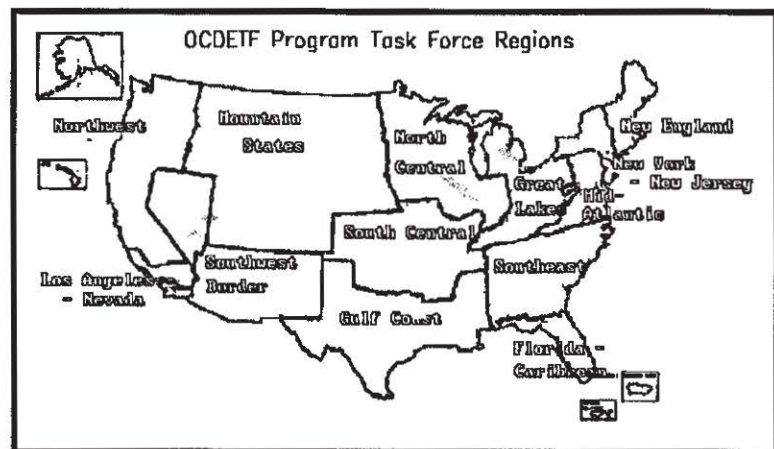 OCDETF Program Task Force Regions
Northwest
Mountain
States
North
Central
New England
New York
- New Jersey
Great
Lakes
Mid-
Atlantic
South Central
Southeast
Los Angeles
- Nevada
Southwest
Border
Gulf Coast
Florida -
Caribbean